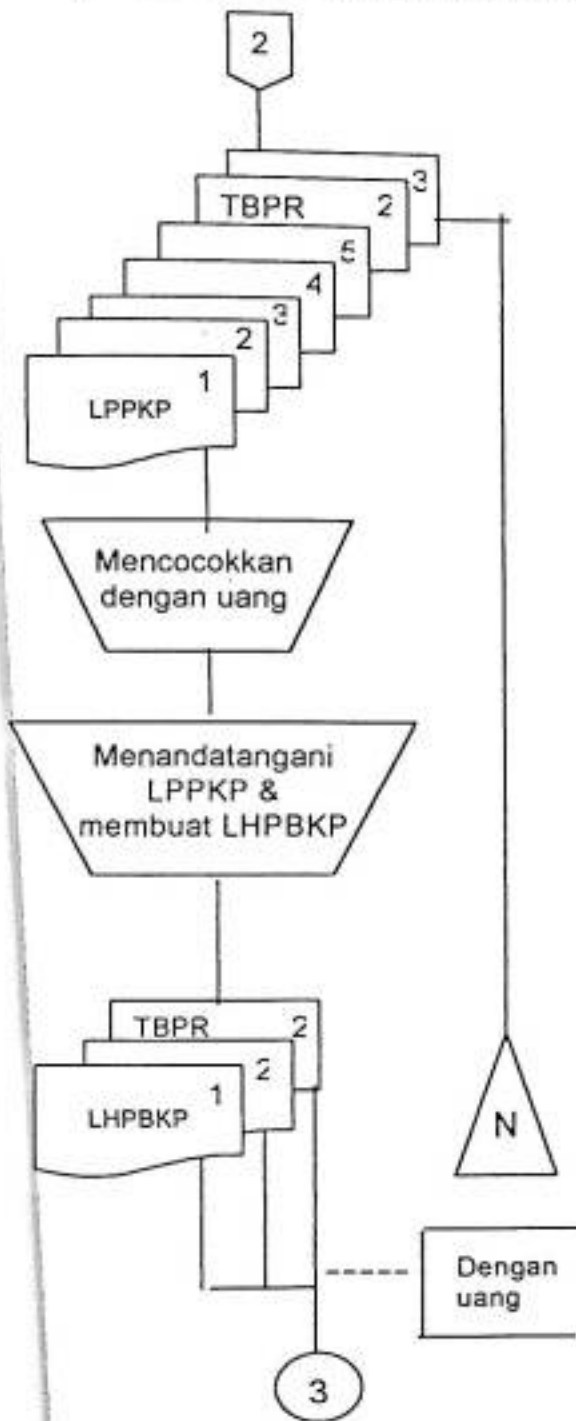 2
3
TBPR 2
5
4
3
2
1
LPPKP
Mencocokkan
dengan uang
Menandatangani
LPPKP &
membuat LHPBKP
TBPR 2
2
1
LHPBKP
N
Dengan
uang
3